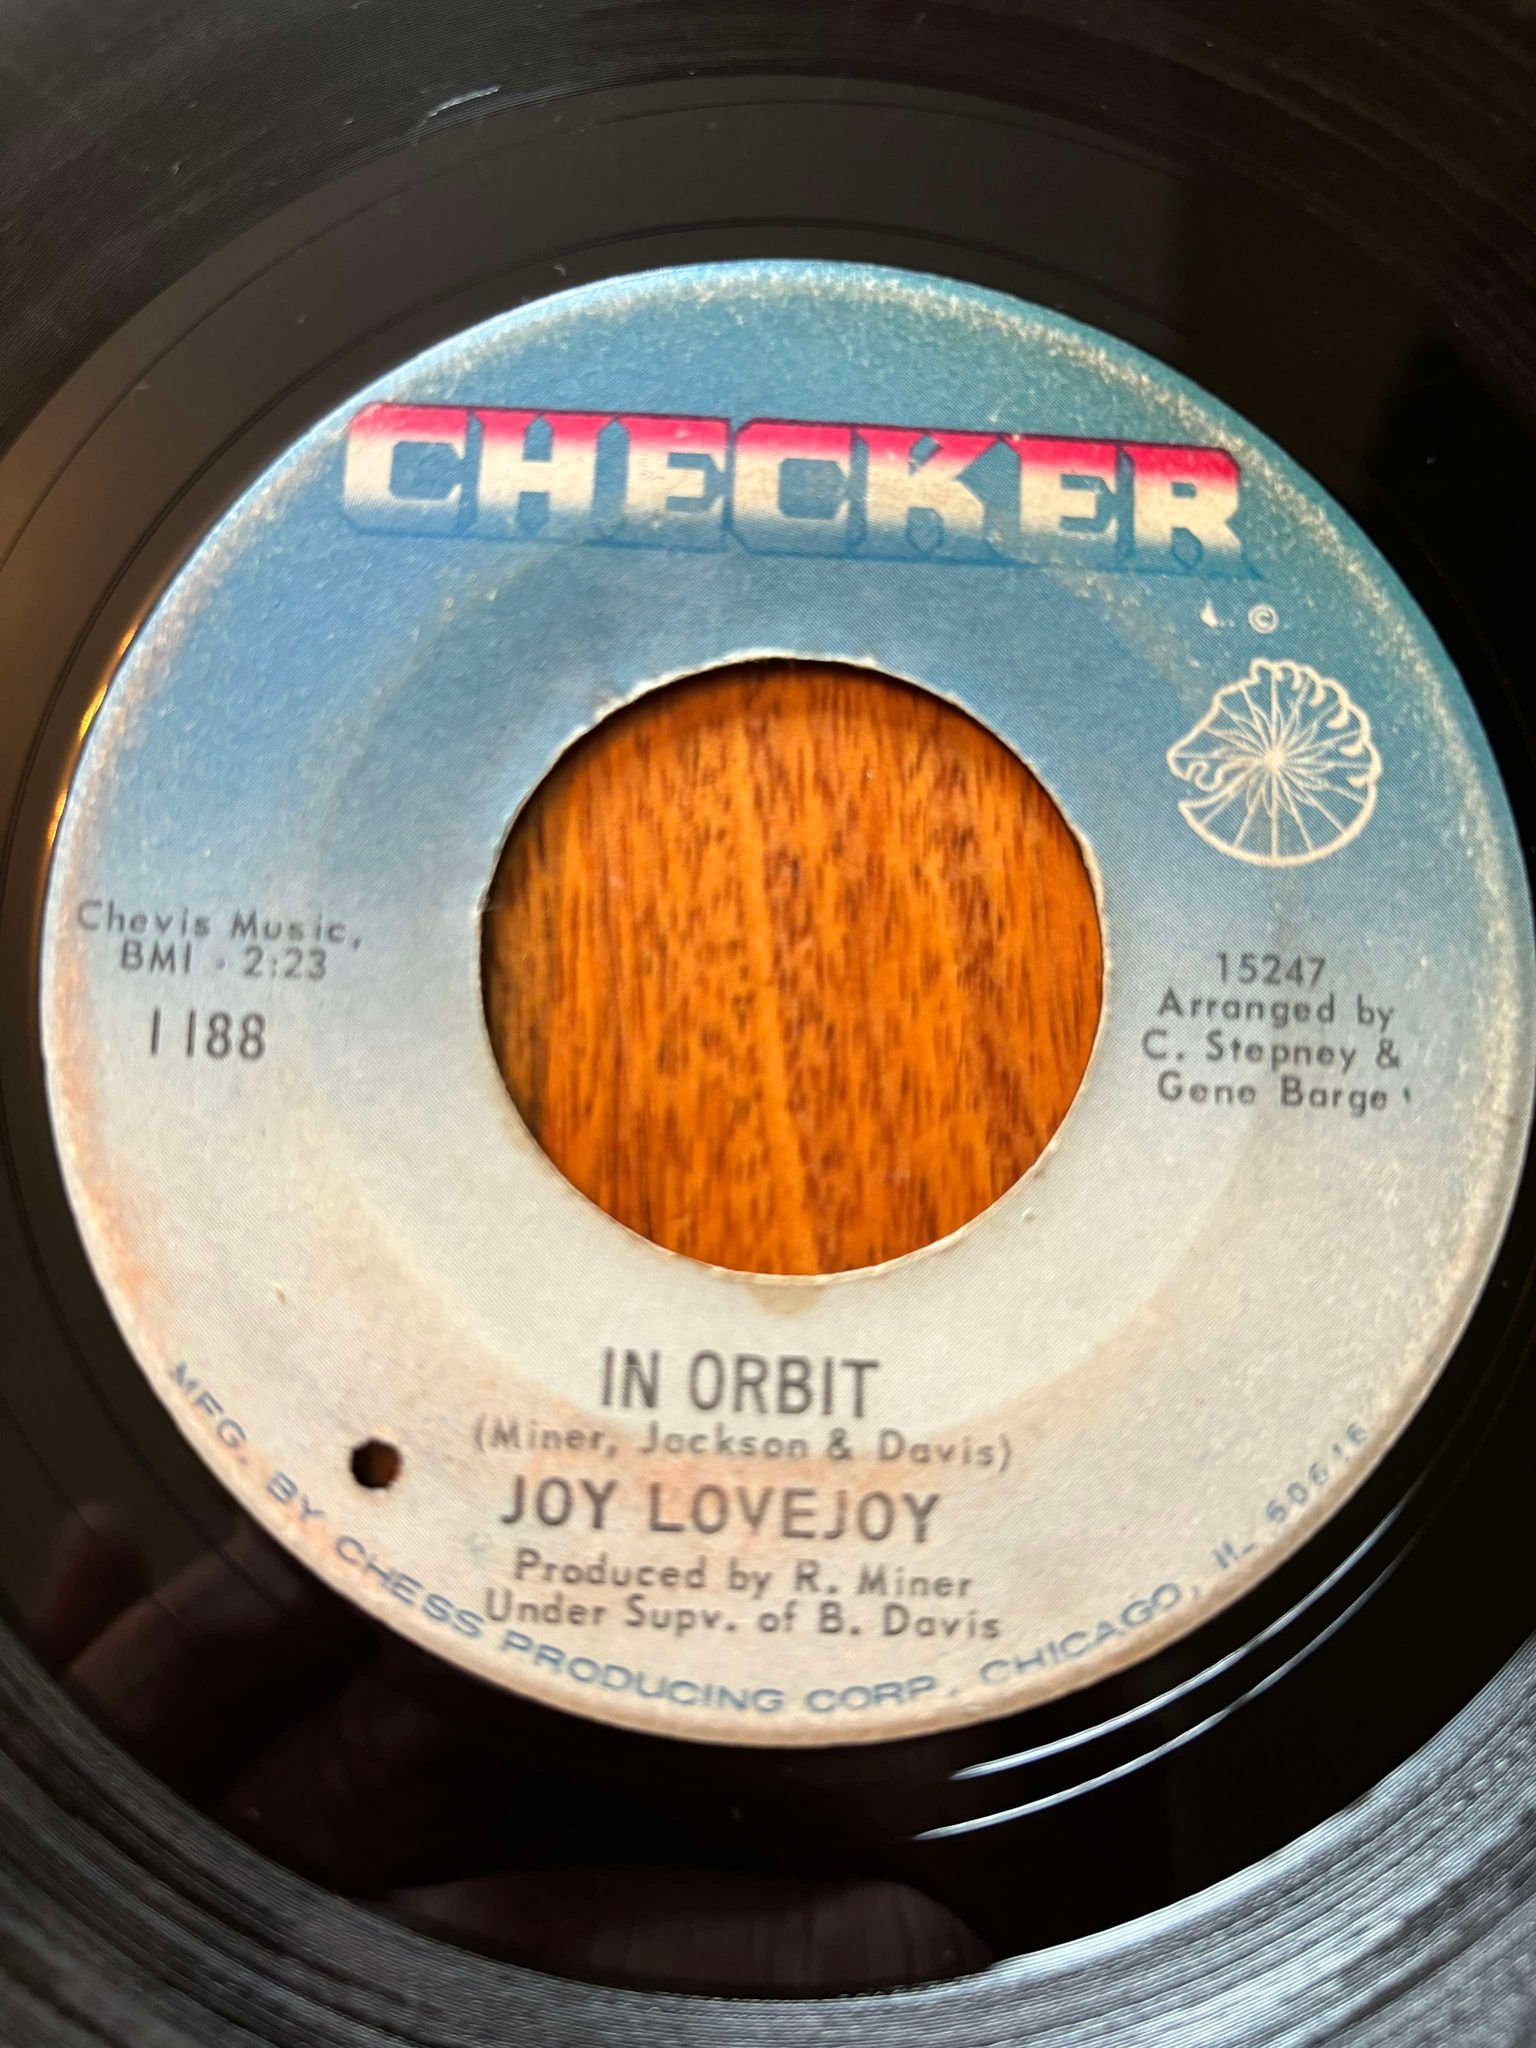 CHECKER
©
Chevis Music,
BMI - 2:23
1188
15247
Arranged by
C. Stepney &
Gene Barge
IN ORBIT
(Miner, Jackson & Davis)
JOY LOVEJOY
Produced by R. Miner
Under Supv. of B. Davis
MFG. BY CHESS PRODUCING CORP., CHICAGO, IL 60616